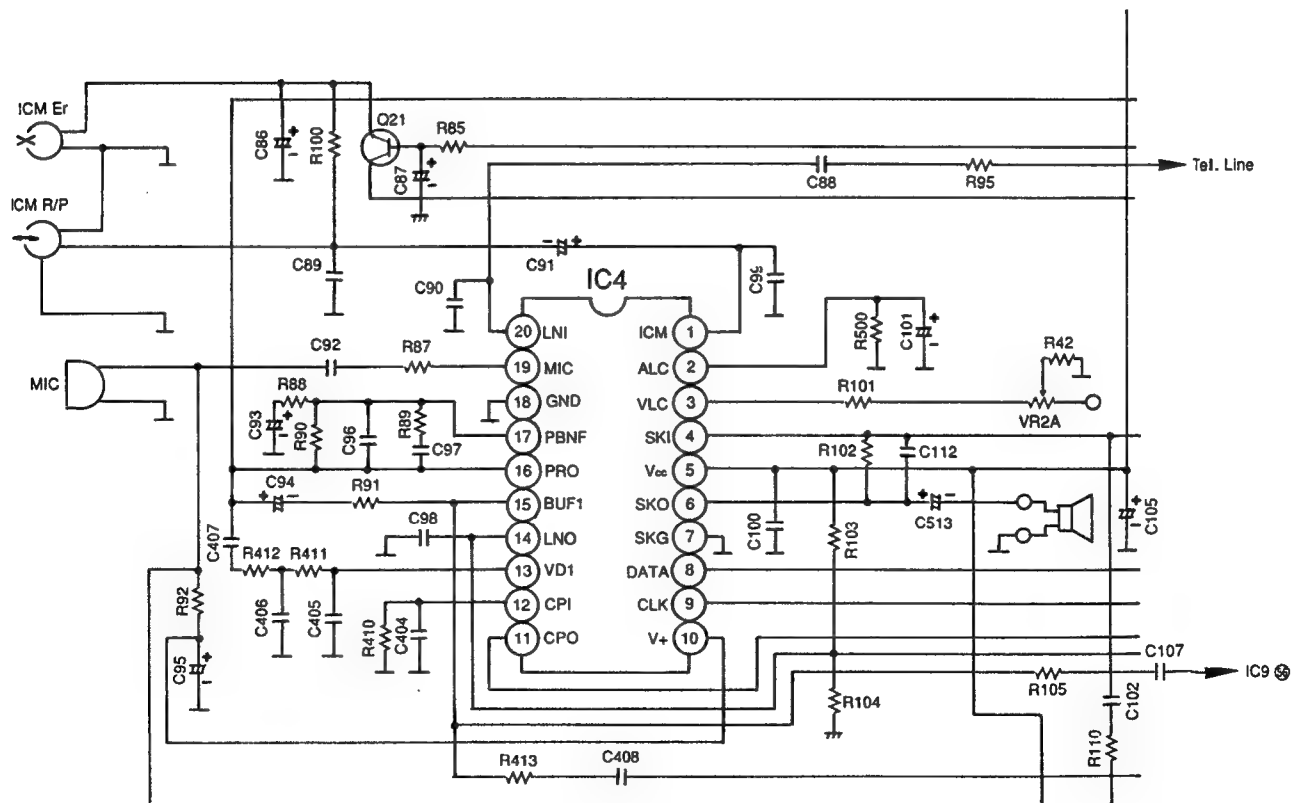 ICM Er
C86
R100
Q21
R85
C87
C88
R95
Tel. Line
ICM R/P
C89
C91
C99
C90
IC4
20 LNI
ICM 1
R500
C101
R42
MIC
C92
R87
19 MIC
ALC 2
18 GND
VLC 3
R101
VR2A
R88
C93
R90
C96
R89
C97
17 PBNF
SKI 4
R102
C112
16 PRO
Vcc 5
C94
R91
15 BUF1
SKO 6
C513
C105
C407
C98
14 LNO
SKG 7
C100
R103
R412
R411
13 VD1
DATA 8
R92
C406
C405
12 CPI
CLK 9
R410
C404
11 CPO
V+ 10
C95
R104
R105
C107
IC9
C102
R110
R413
C408